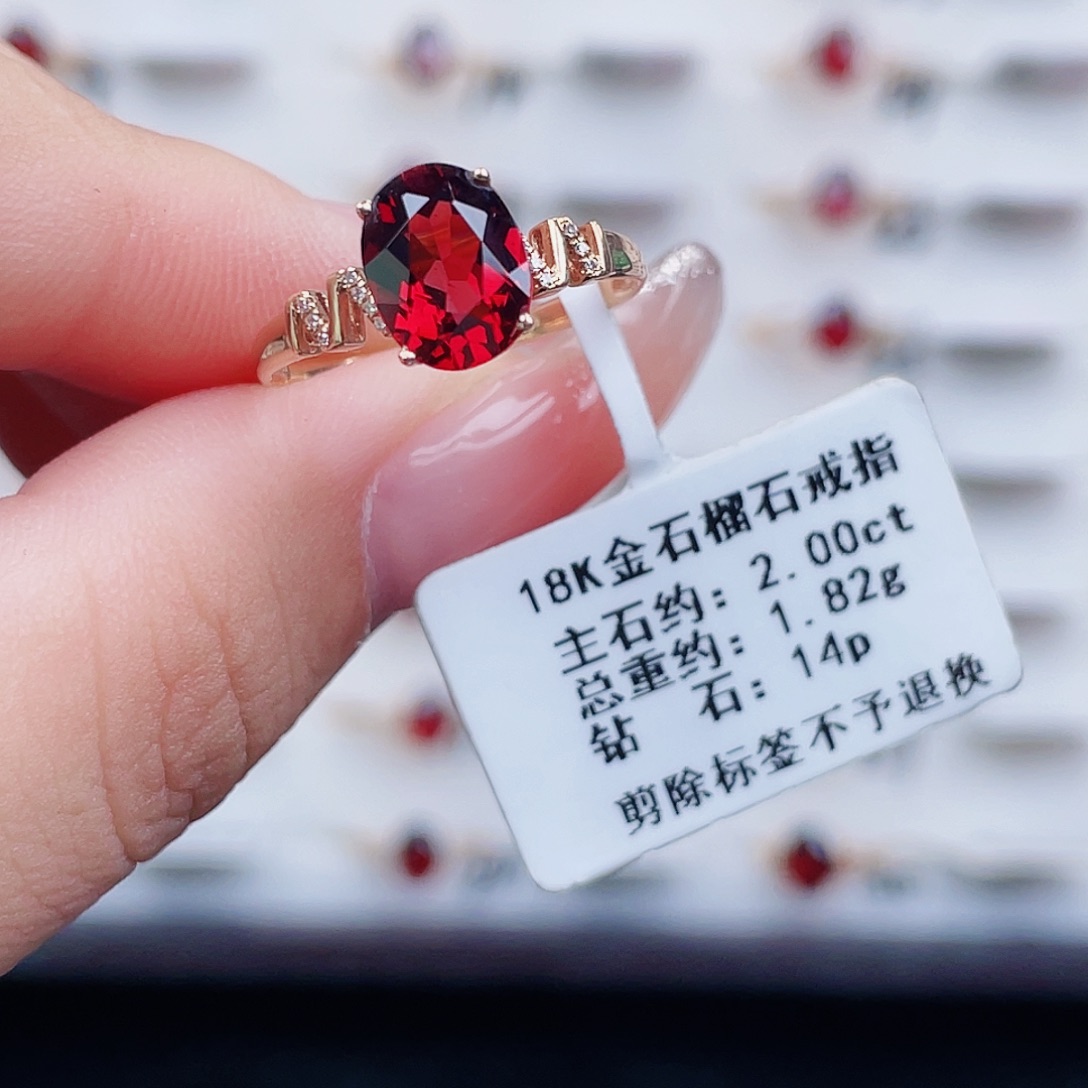 18K金石榴石戒指
主石约: 2.00ct
总重约: 1.82g
钻 石: 14p
剪除标签不予退换